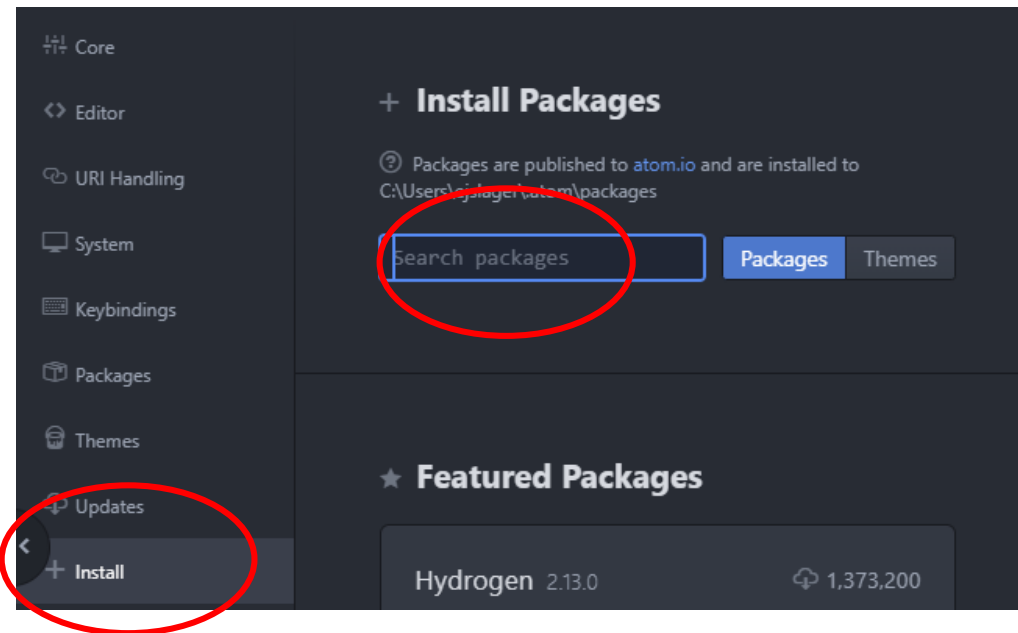 Core
Editor
URI Handling
System
Keybindings
Packages
Themes
Updates
Install
Install Packages
Packages are published to atom.io and are installed to
C:\Users\cjslager\.atom\packages
Search packages
Packages Themes
Featured Packages
Hydrogen 2.13.0 1,373,200